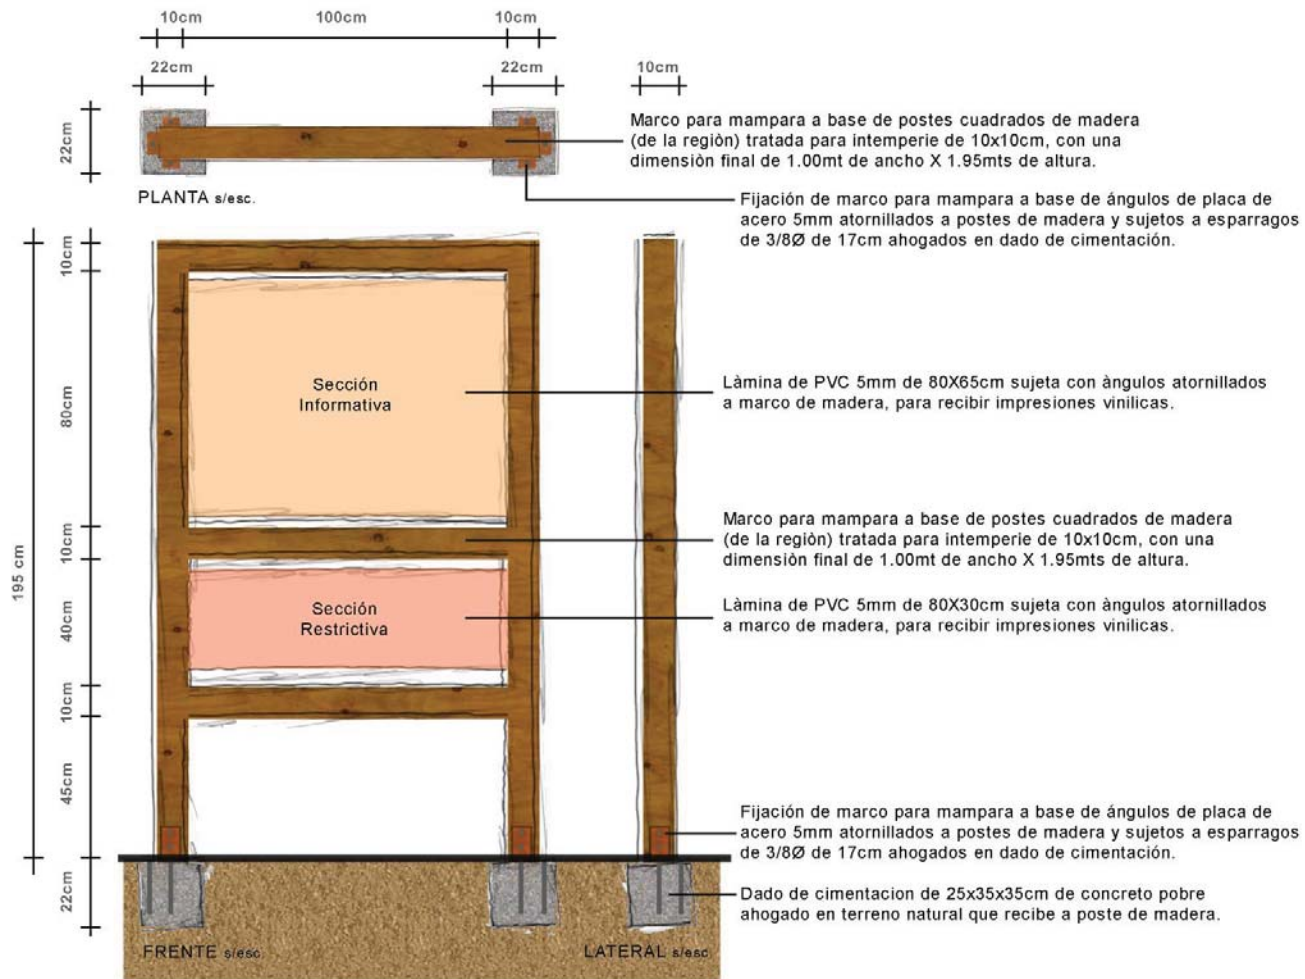 10cm 100cm 10cm
22cm 22cm 10cm
22cm
Marco para mampara a base de postes cuadrados de madera
(de la regiòn) tratada para intemperie de 10x10cm, con una
dimensiòn final de 1.00mt de ancho X 1.95mts de altura.
PLANTA s/esc.
Fijación de marco para mampara a base de ángulos de placa de
acero 5mm atornillados a postes de madera y sujetos a esparragos
de 3/8Ø de 17cm ahogados en dado de cimentación.
10cm
Sección
Informativa
Làmina de PVC 5mm de 80X65cm sujeta con àngulos atornillados
a marco de madera, para recibir impresiones vinilicas.
80cm
10cm
Marco para mampara a base de postes cuadrados de madera
(de la regiòn) tratada para intemperie de 10x10cm, con una
dimensiòn final de 1.00mt de ancho X 1.95mts de altura.
195 cm
40cm
Sección
Restrictiva
Làmina de PVC 5mm de 80X30cm sujeta con àngulos atornillados
a marco de madera, para recibir impresiones vinilicas.
10cm
45cm
Fijación de marco para mampara a base de ángulos de placa de
acero 5mm atornillados a postes de madera y sujetos a esparragos
de 3/8Ø de 17cm ahogados en dado de cimentación.
22cm
Dado de cimentacion de 25x35x35cm de concreto pobre
ahogado en terreno natural que recibe a poste de madera.
FRENTE s/esc. LATERAL s/esc.